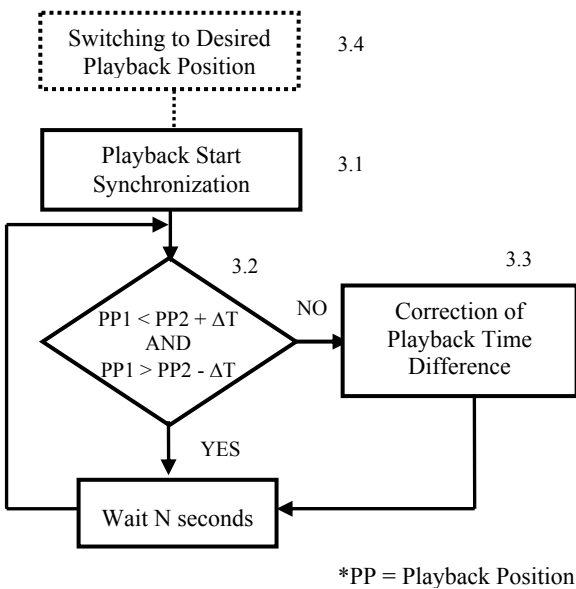 Switching to Desired
Playback Position
3.4
Playback Start
Synchronization
3.1
3.2
PP1 < PP2 + ΔT
AND
PP1 > PP2 - ΔT
NO
3.3
Correction of
Playback Time
Difference
YES
Wait N seconds
*PP = Playback Position